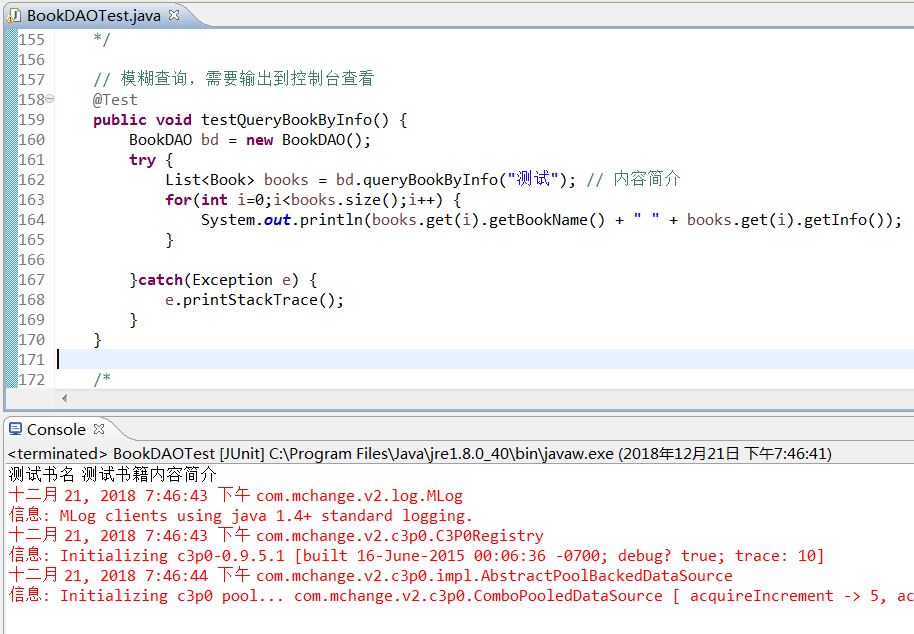 BookDAOTest.java
155 */
156
157 // 模糊查询，需要输出到控制台查看
158 @Test
159 public void testQueryBookByInfo() {
160 BookDAO bd = new BookDAO();
161 try {
162 List<Book> books = bd.queryBookByInfo("测试"); // 内容简介
163 for(int i=0;i<books.size();i++) {
164 System.out.println(books.get(i).getBookName() + " " + books.get(i).getInfo());
165 }
166
167 }catch(Exception e) {
168 e.printStackTrace();
169 }
170 }
171
172 /*
Console
<terminated> BookDAOTest [JUnit] C:\Program Files\Java\jre1.8.0_40\bin\javaw.exe (2018年12月21日 下午7:46:41)
测试书名 测试书籍内容简介
十二月 21, 2018 7:46:43 下午 com.mchange.v2.log.MLog
信息: MLog clients using java 1.4+ standard logging.
十二月 21, 2018 7:46:43 下午 com.mchange.v2.c3p0.C3P0Registry
信息: Initializing c3p0-0.9.5.1 [built 16-June-2015 00:06:36 -0700; debug? true; trace: 10]
十二月 21, 2018 7:46:44 下午 com.mchange.v2.c3p0.impl.AbstractPoolBackedDataSource
信息: Initializing c3p0 pool... com.mchange.v2.c3p0.ComboPooledDataSource [ acquireIncrement -> 5, ac